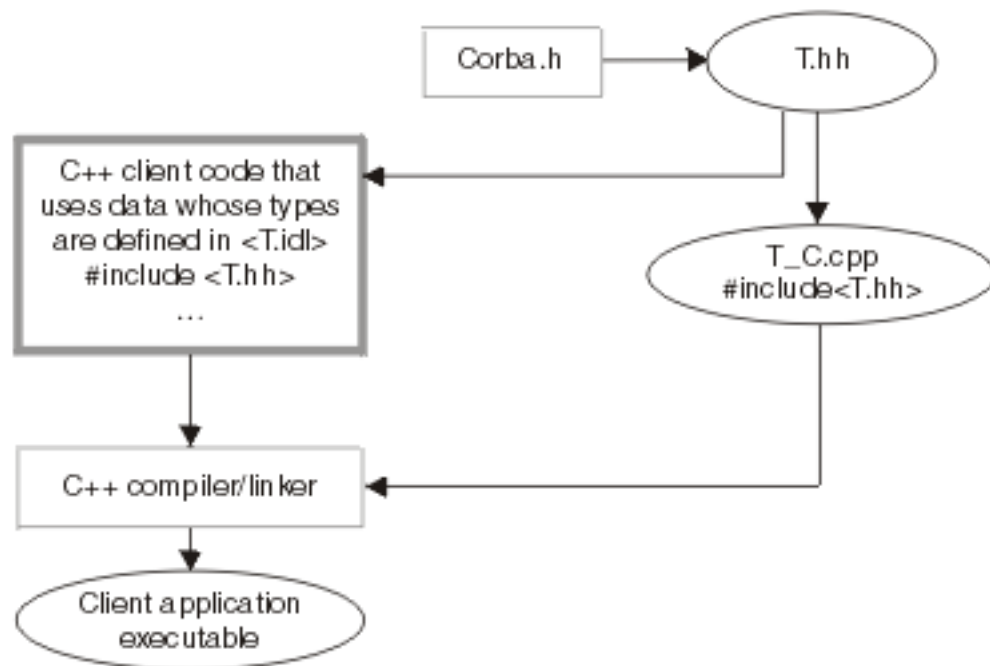 Corba.h
T.hh
C++ client code that
uses data whose types
are defined in <T.idl>
#include <T.hh>
...
T_C.cpp
#include<T.hh>
C++ compiler/linker
Client application
executable